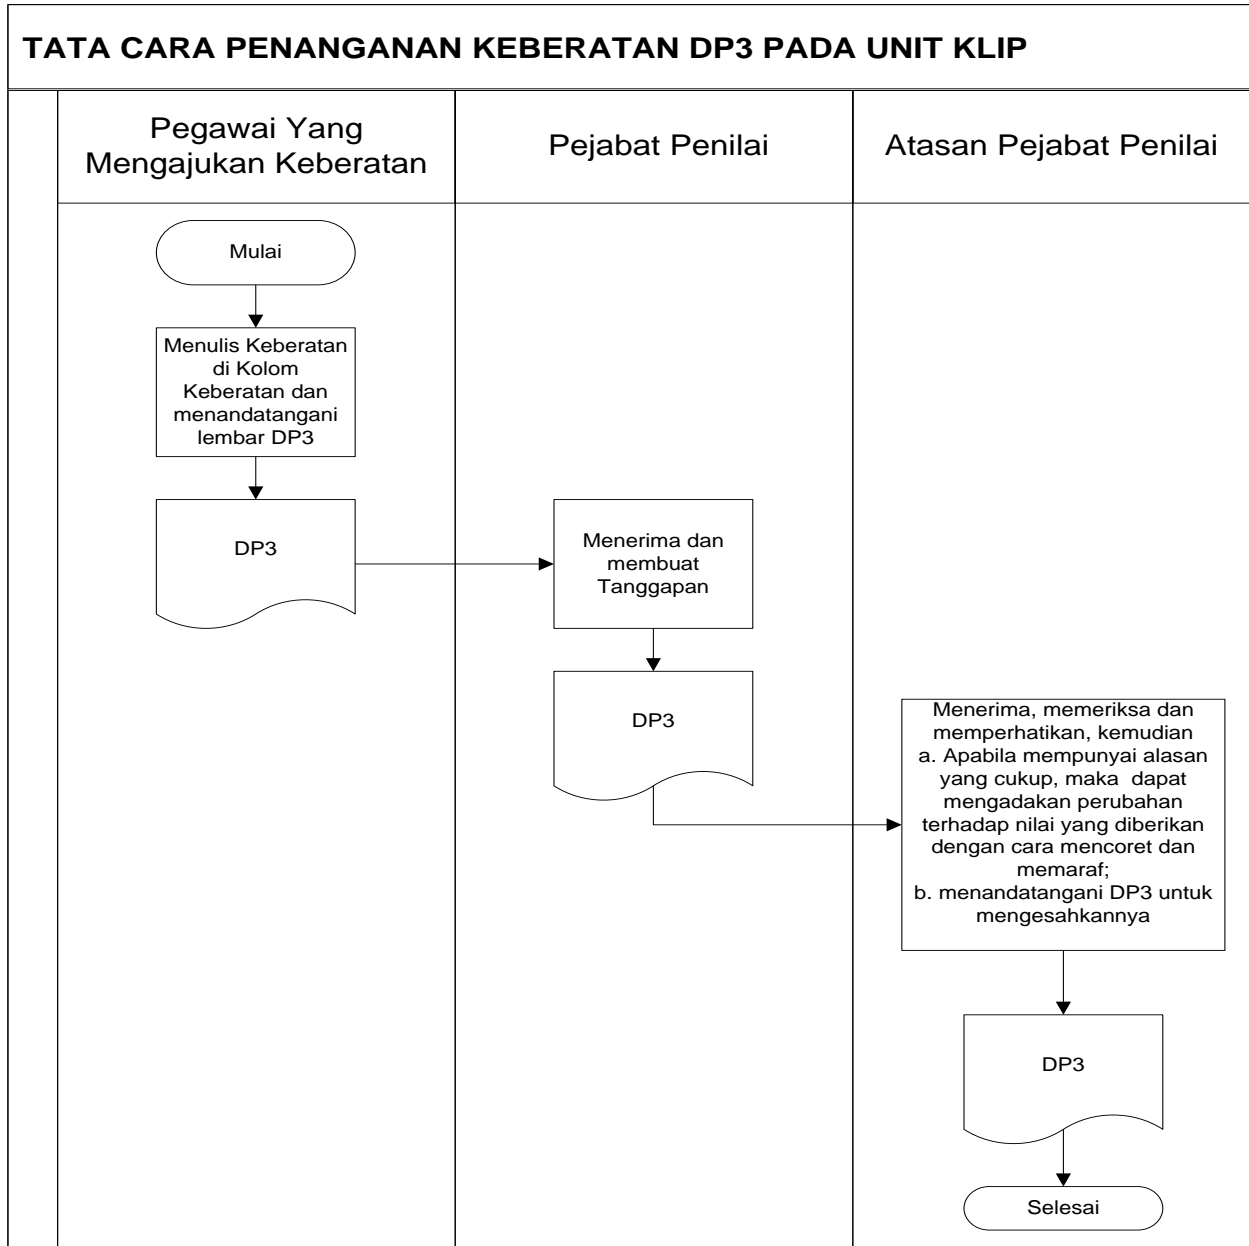 TATA CARA PENANGANAN KEBERATAN DP3 PADA UNIT KLIP
Pegawai Yang
Mengajukan Keberatan
Pejabat Penilai
Atasan Pejabat Penilai
Mulai
Menulis Keberatan
di Kolom
Keberatan dan
menandatangani
lembar DP3
DP3
Menerima dan
membuat
Tanggapan
DP3
Menerima, memeriksa dan
memperhatikan, kemudian
a. Apabila mempunyai alasan
yang cukup, maka  dapat
mengadakan perubahan
terhadap nilai yang diberikan
dengan cara mencoret dan
memaraf;
b. menandatangani DP3 untuk
mengesahkannya
DP3
Selesai